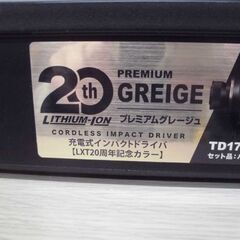 20th
PREMIUM
GREIGE
LITHIUM-ION
プレミアムグレージュ
CORDLESS IMPACT DRIVER
充電式インパクトドライバ
【LXT20周年記念カラー】
TD17
セット品: